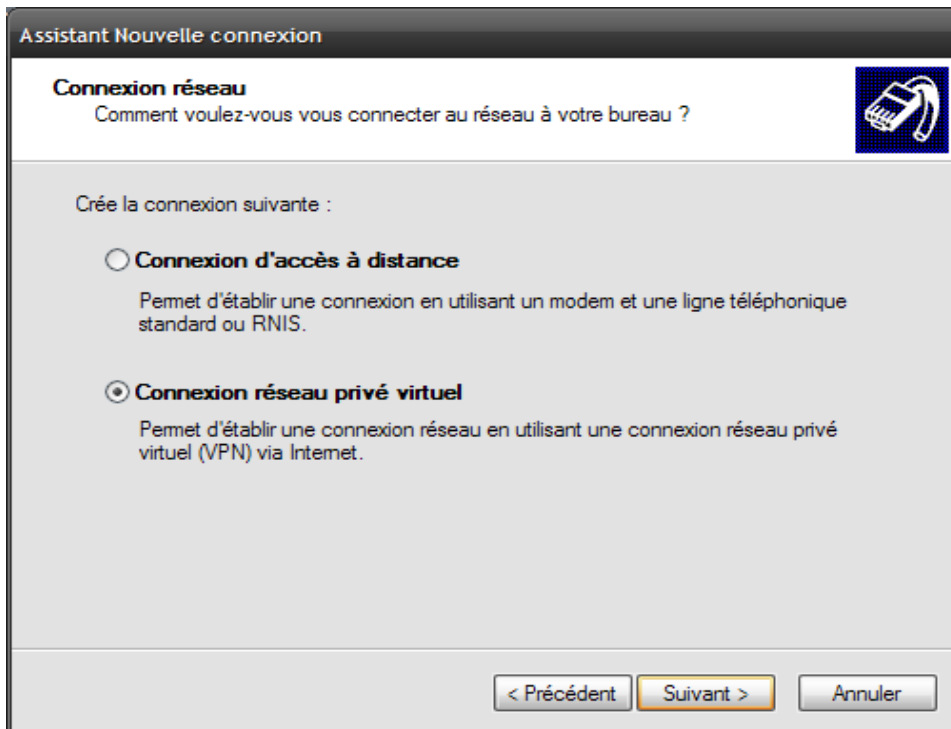 Assistant Nouvelle connexion
Connexion réseau
Comment voulez-vous vous connecter au réseau à votre bureau ?
Crée la connexion suivante :
Connexion d'accès à distance
Permet d'établir une connexion en utilisant un modem et une ligne téléphonique
standard ou RNIS.
Connexion réseau privé virtuel
Permet d'établir une connexion réseau en utilisant une connexion réseau privé
virtuel (VPN) via Internet.
< Précédent Suivant > Annuler